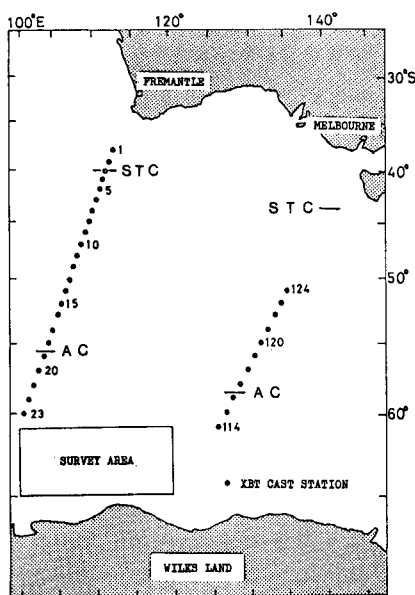 100°E 120° 140°
FREMANTLE
30°S
MELBOURNE
1
STC
40°
5
STC
10
50°
124
15
120
AC
20
AC
23
114
60°
SURVEY AREA
XBT CAST STATION
WILKS LAND